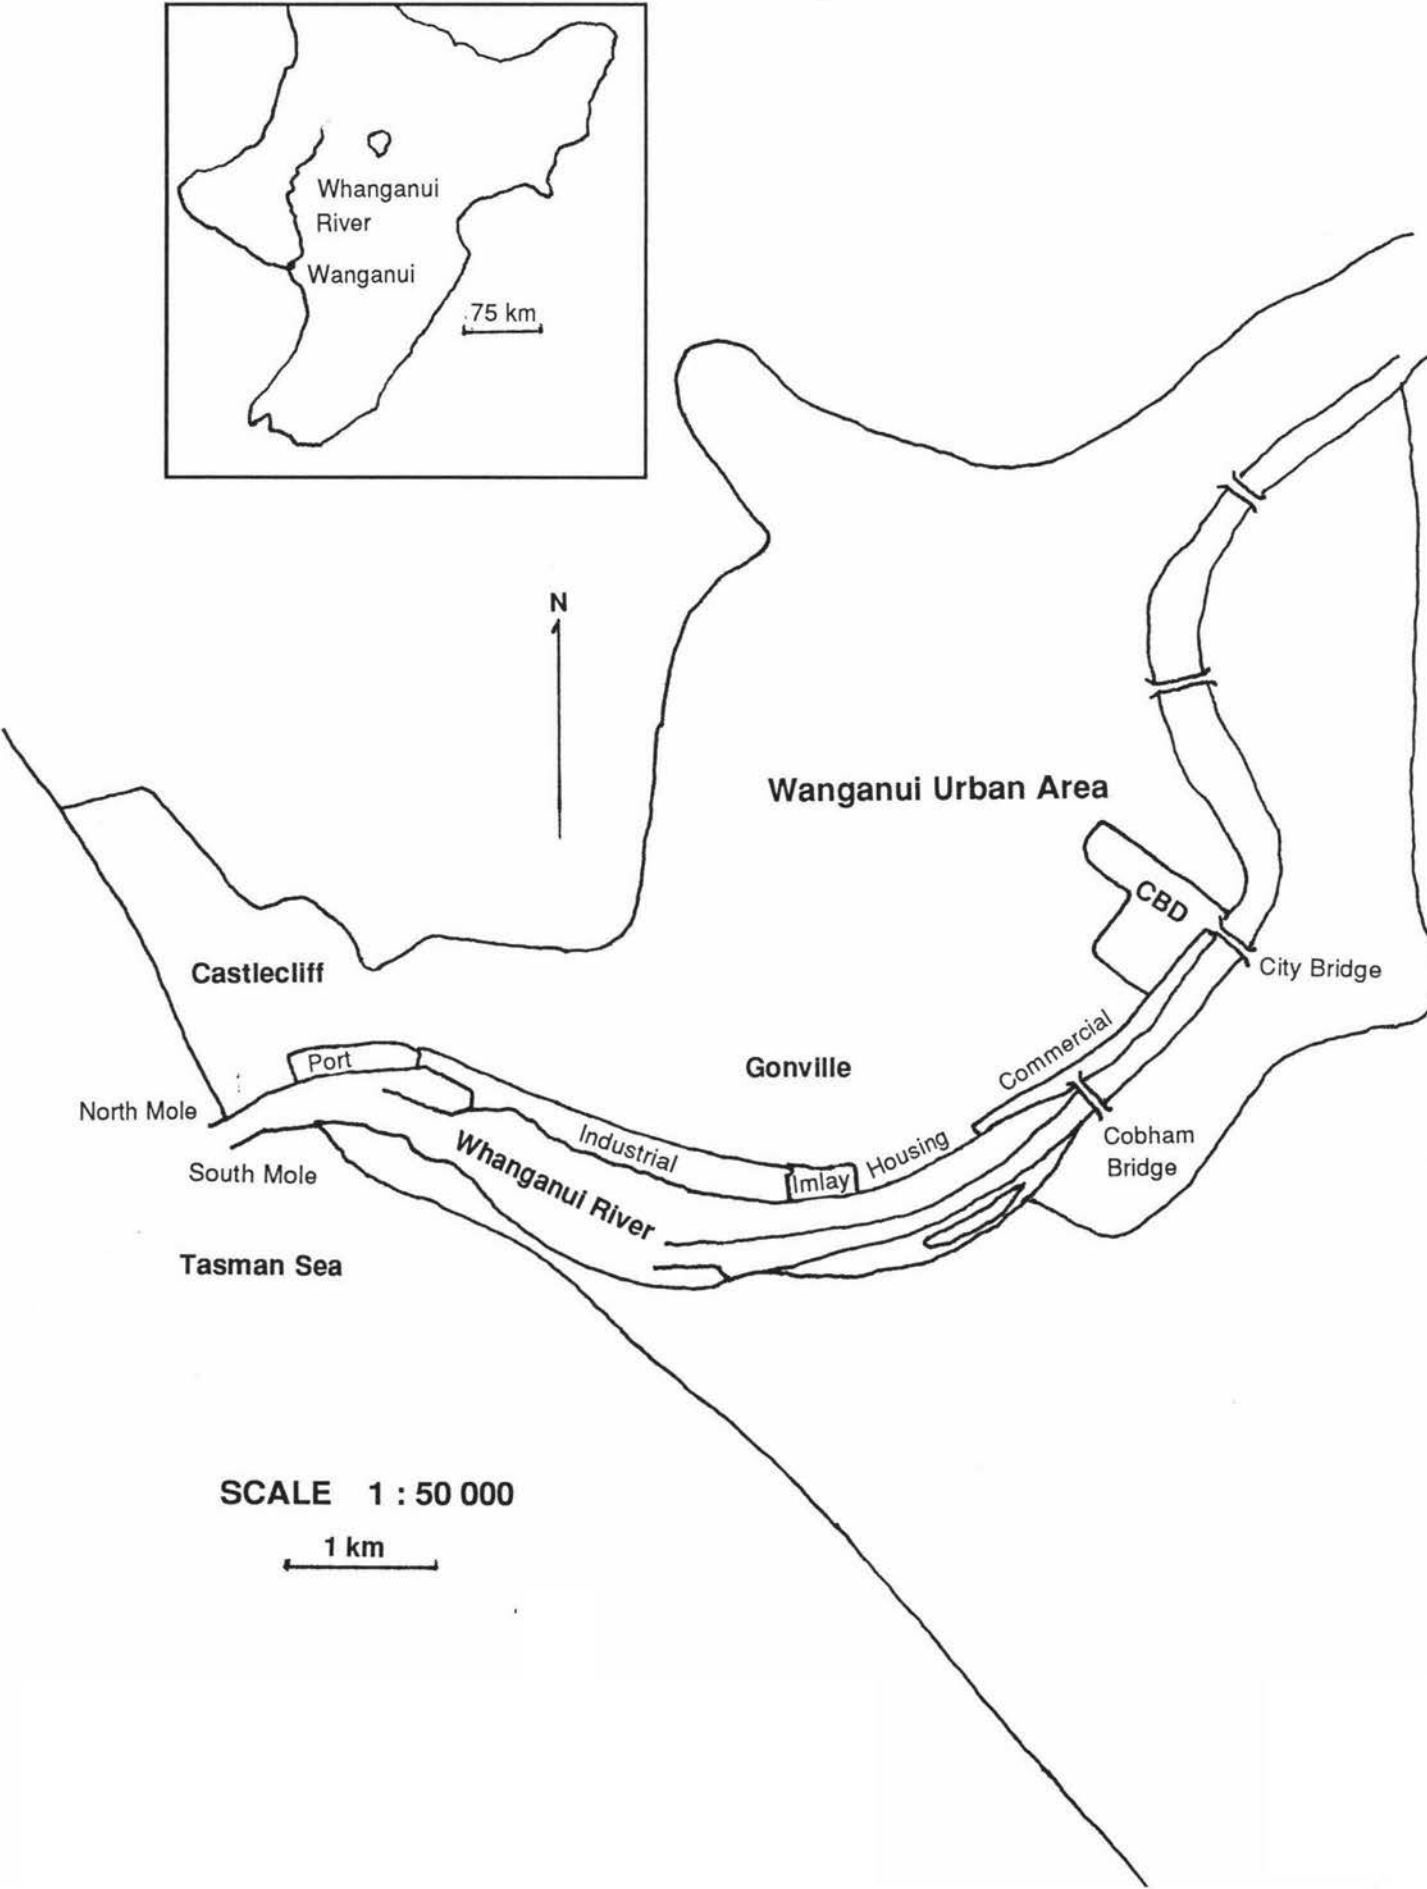 Whanganui
River
Wanganui
75 km
N
Wanganui Urban Area
CBD
City Bridge
Castlecliff
Port
Gonville
Commercial
North Mole
Industrial
Housing
Cobham
Bridge
South Mole
Whanganui River
Imlay
Tasman Sea
SCALE 1 : 50 000
1 km